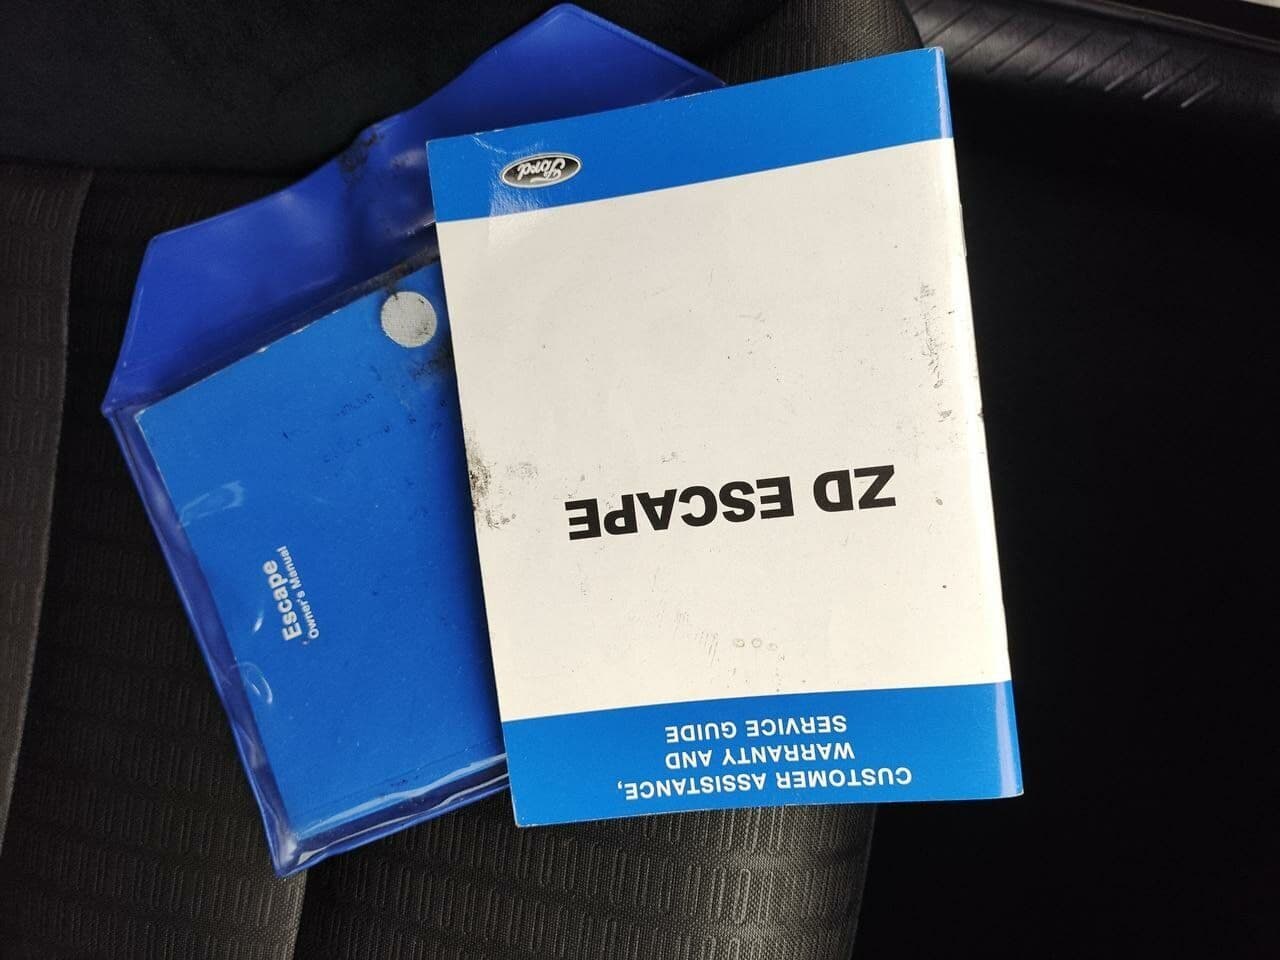 CUSTOMER ASSISTANCE,
WARRANTY AND
SERVICE GUIDE
ZD ESCAPE
Ford
Escape
Owner's Manual